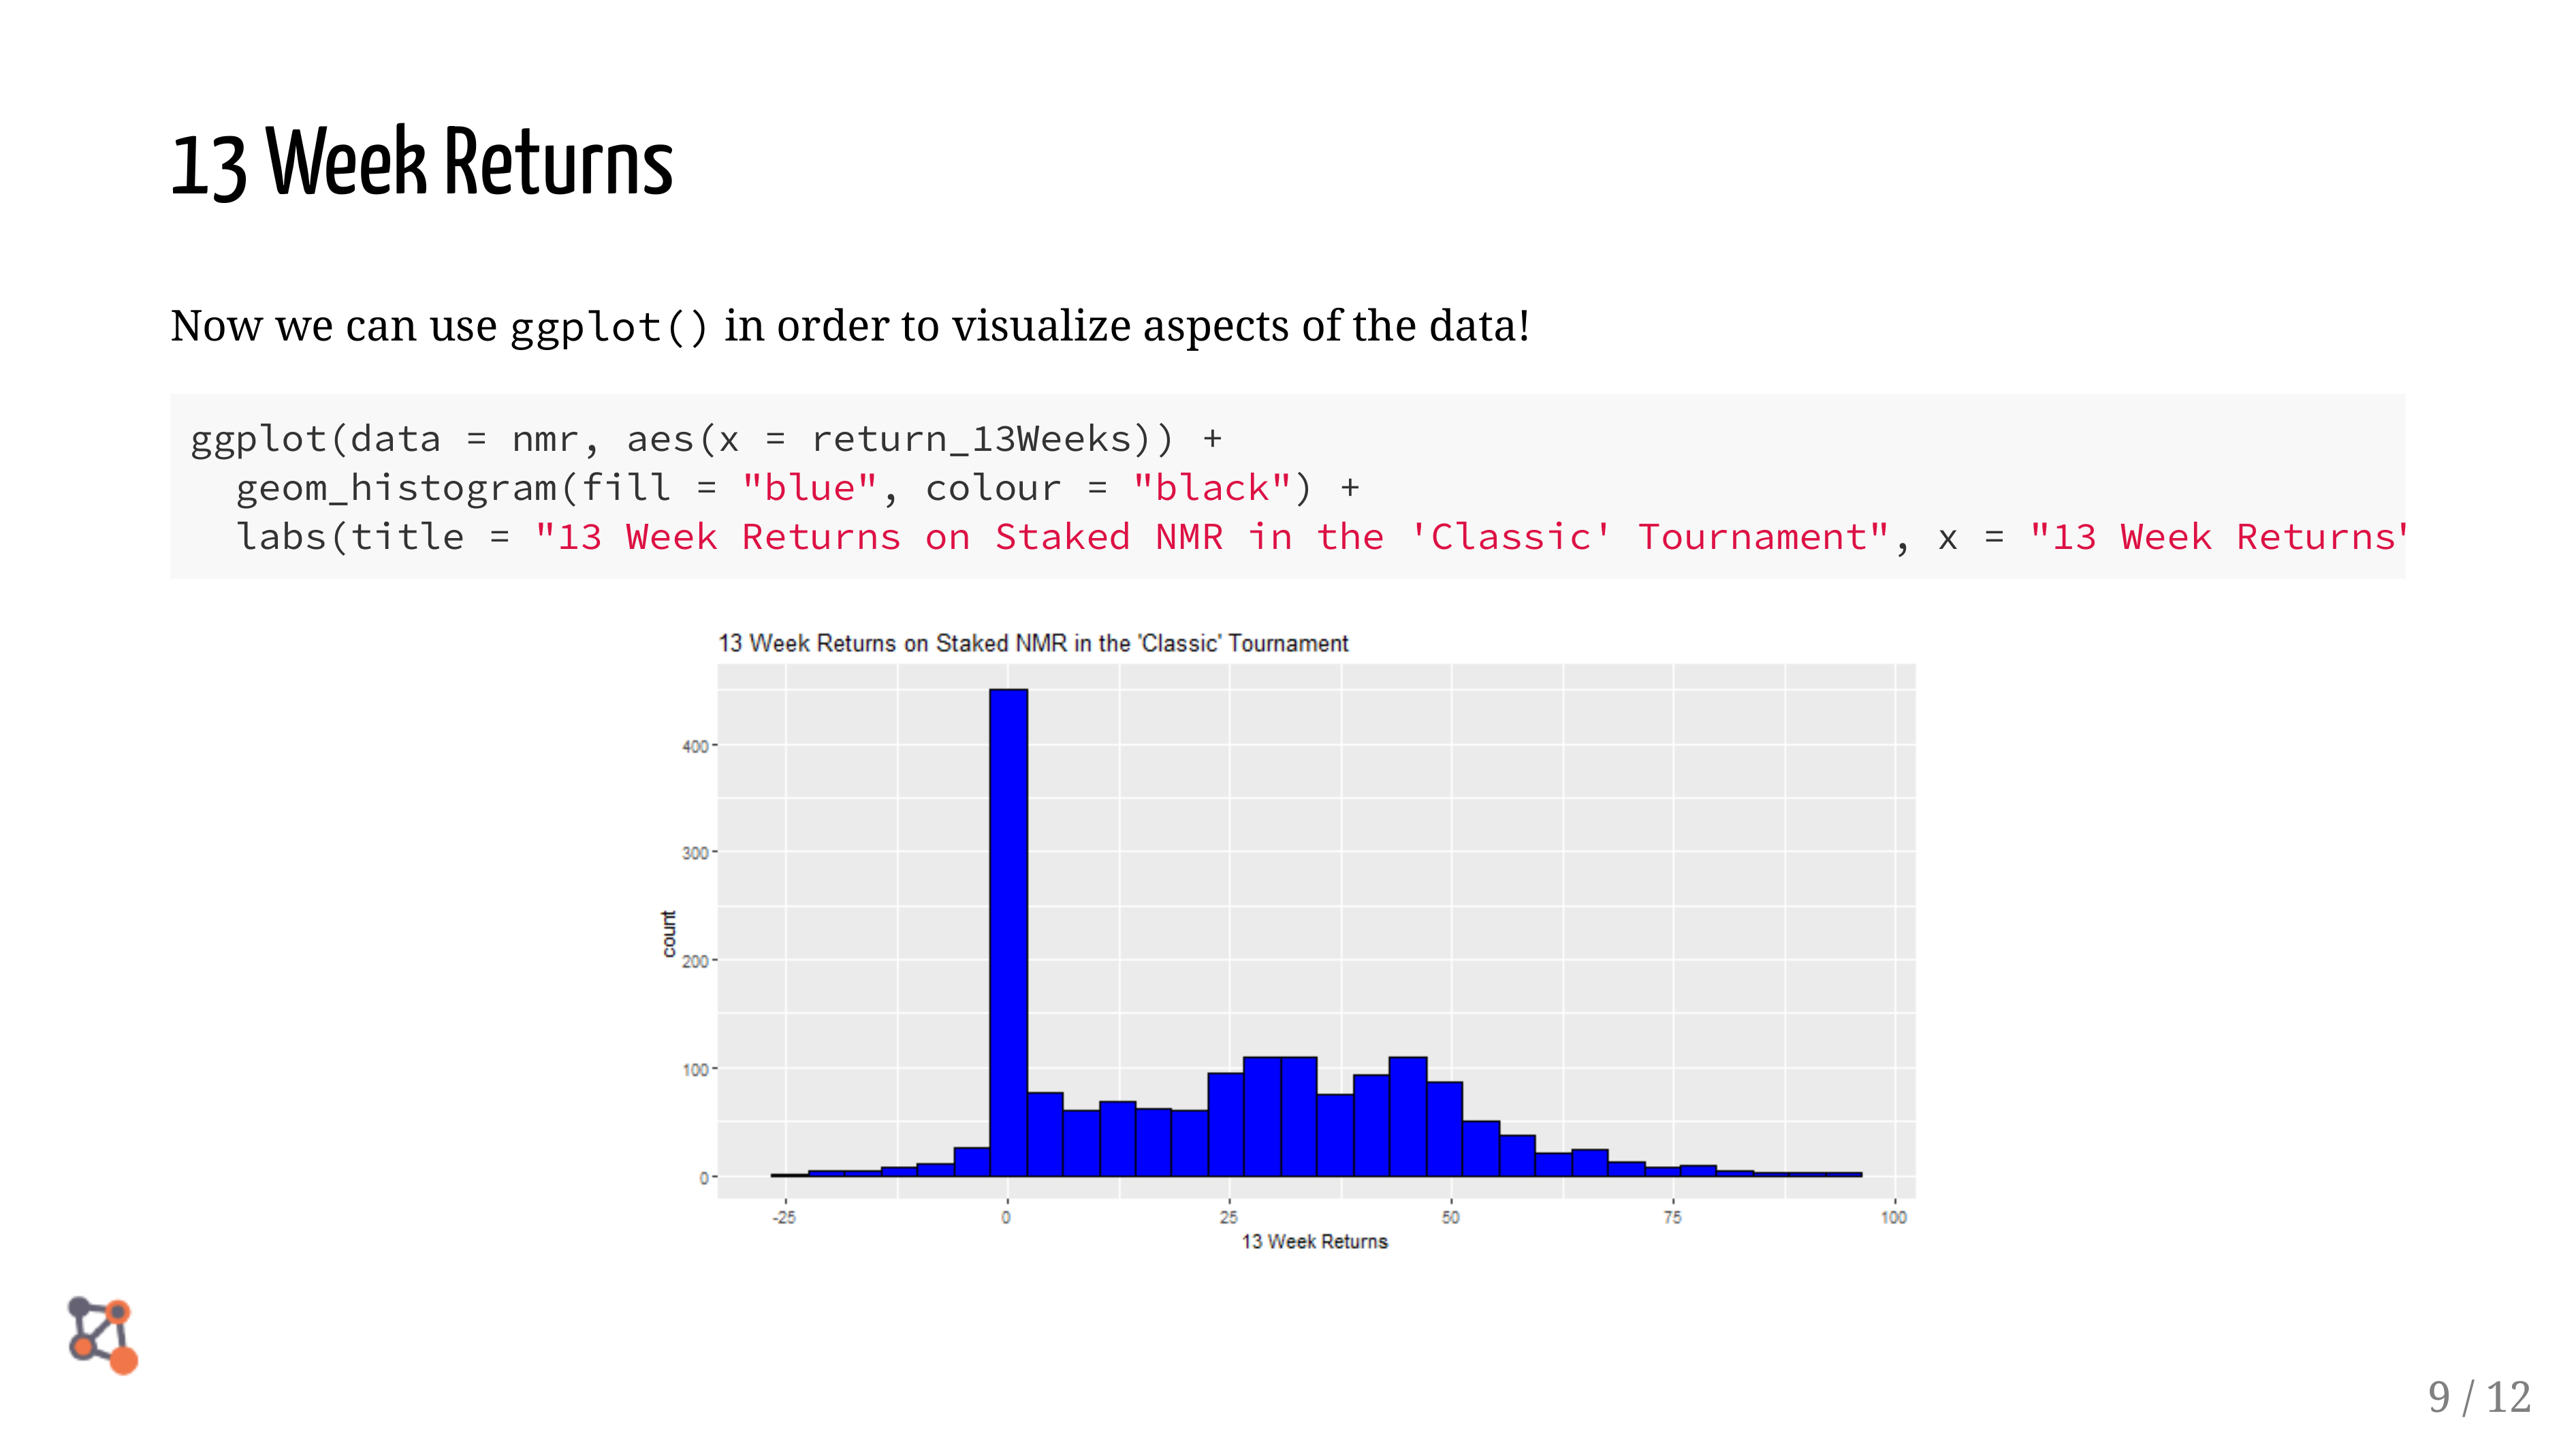 13 Week Returns
Now we can use ggplot() in order to visualize aspects of the data!
ggplot(data = nmr, aes(x = return_13Weeks)) +
  geom_histogram(fill = "blue", colour = "black") +
  labs(title = "13 Week Returns on Staked NMR in the 'Classic' Tournament", x = "13 Week Returns"
13 Week Returns on Staked NMR in the 'Classic' Tournament
count
400
300
200
100
0
-25 0 25 50 75 100
13 Week Returns
9 / 12